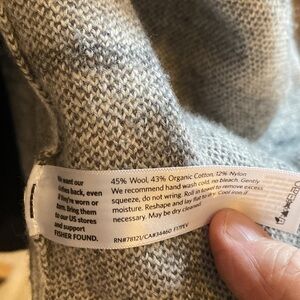 want our
clothes back, even
if they're worn or
torn. Bring them
to our US stores
and support
FISHER FOUND.
45% Wool, 43% Organic Cotton, 12% Nylon
We recommend hand wash cold, no bleach. Gently
squeeze, do not wring. Roll in towel to remove excess
moisture. Reshape and lay flat to dry. Cool iron if
necessary. May be dry cleaned
RN#78121/CA#34460 F17PEV